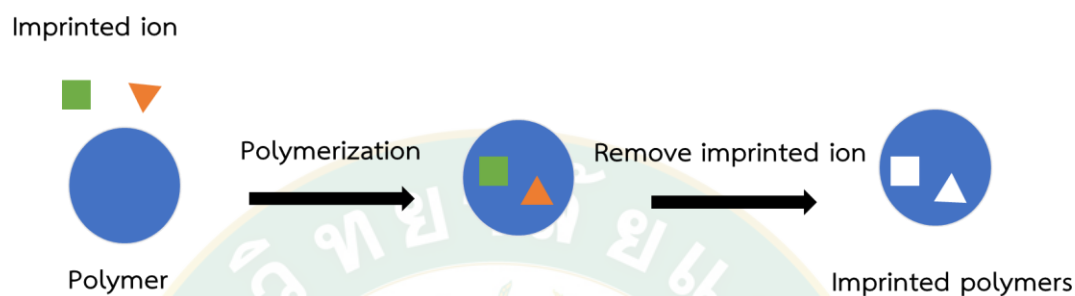 Imprinted ion
Polymerization
Remove imprinted ion
Polymer
Imprinted polymers